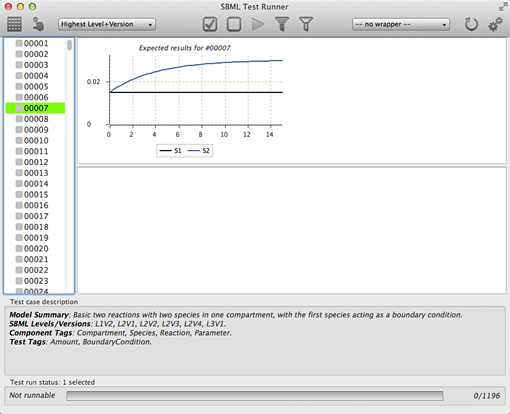 SBML Test Runner
Highest Level+Version
-- no wrapper --
00001
00002
00003
00004
00005
00006
00007
00008
00009
00010
00011
00012
00013
00014
00015
00016
00017
00018
00019
00020
00021
00022
00023
00024
Expected results for #00007
0.02
0
0 2 4 6 8 10 12 14
S1 S2
Test case description
Model Summary: Basic two reactions with two species in one compartment, with the first species acting as a boundary condition.
SBML Levels/Versions: L1V2, L2V1, L2V2, L2V3, L2V4, L3V1.
Component Tags: Compartment, Species, Reaction, Parameter.
Test Tags: Amount, BoundaryCondition.
Test run status: 1 selected
Not runnable
0/1196